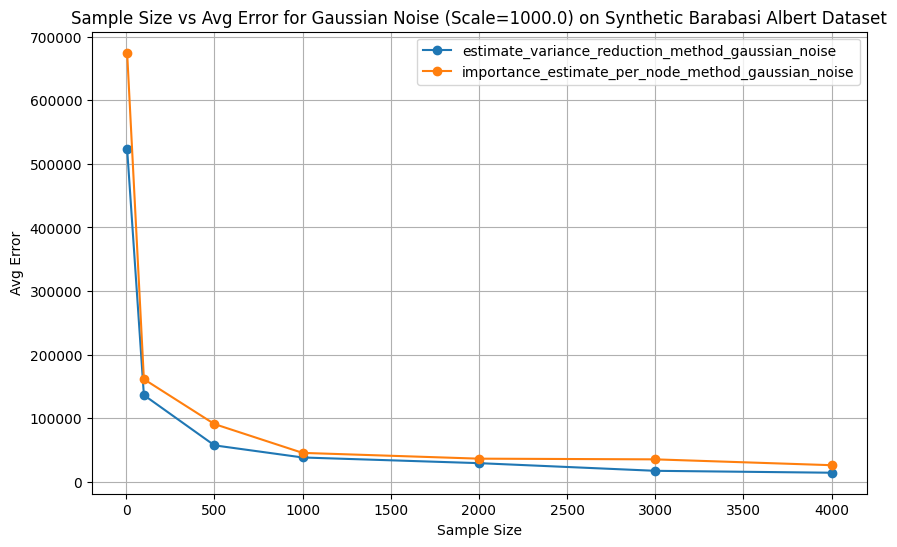 Sample Size vs Avg Error for Gaussian Noise (Scale=1000.0) on Synthetic Barabasi Albert Dataset
estimate_variance_reduction_method_gaussian_noise
importance_estimate_per_node_method_gaussian_noise
700000
600000
500000
400000
300000
200000
100000
0
Avg Error
0 500 1000 1500 2000 2500 3000 3500 4000
Sample Size